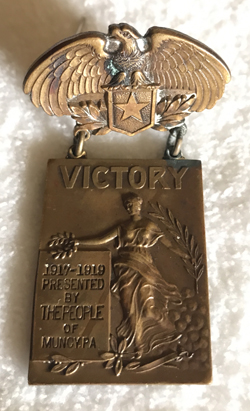 VICTORY
1917-1919
PRESENTED
BY
THE PEOPLE
OF
MUNCY, PA